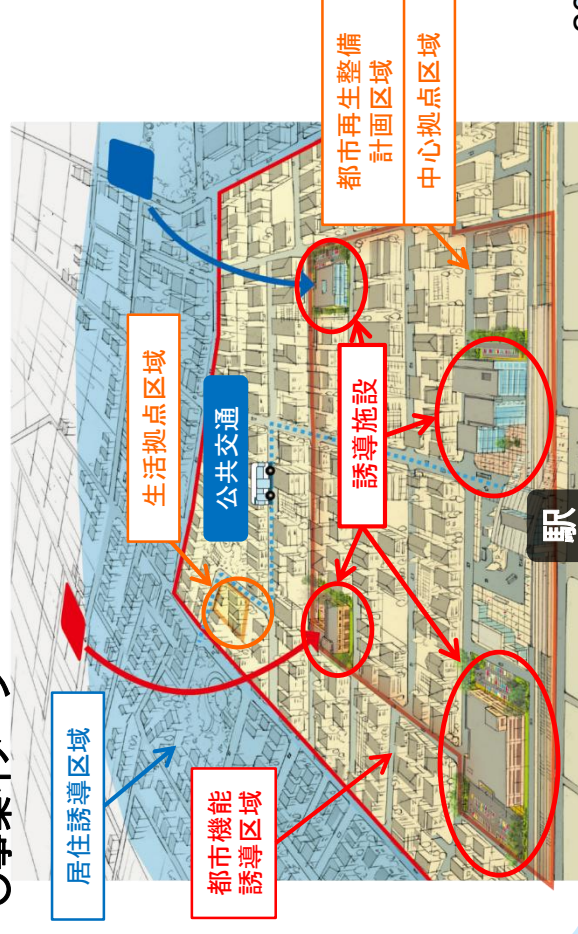 都市再生整備
計画区域
中心拠点区域
生活拠点区域
公共交通
誘導施設
駅
居住誘導区域
都市機能
誘導区域